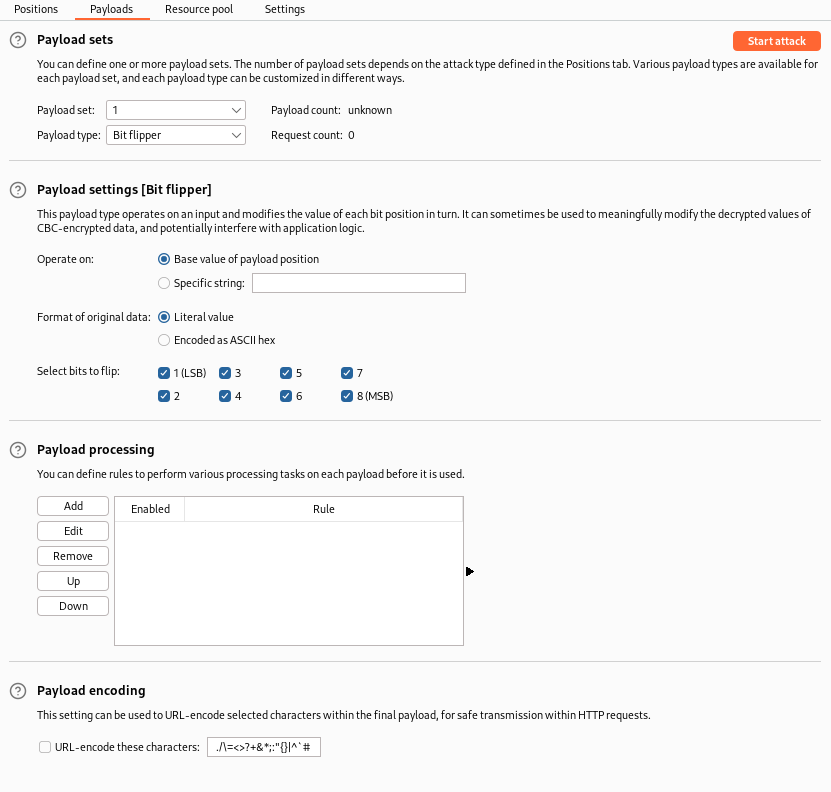 Positions Payloads Resource pool Settings
? Payload sets Start attack
You can define one or more payload sets. The number of payload sets depends on the attack type defined in the Positions tab. Various payload types are available for
each payload set, and each payload type can be customized in different ways.
Payload set: 1 Payload count: unknown
Payload type: Bit flipper Request count: 0
? Payload settings [Bit flipper]
This payload type operates on an input and modifies the value of each bit position in turn. It can sometimes be used to meaningfully modify the decrypted values of
CBC-encrypted data, and potentially interfere with application logic.
Operate on: Base value of payload position
Specific string:
Format of original data: Literal value
Encoded as ASCII hex
Select bits to flip: 1 (LSB) 3 5 7
2 4 6 8 (MSB)
? Payload processing
You can define rules to perform various processing tasks on each payload before it is used.
Add Enabled Rule
Edit
Remove
Up
Down
? Payload encoding
This setting can be used to URL-encode selected characters within the final payload, for safe transmission within HTTP requests.
URL-encode these characters: ./\=<>?+&*;:"{}|^`#